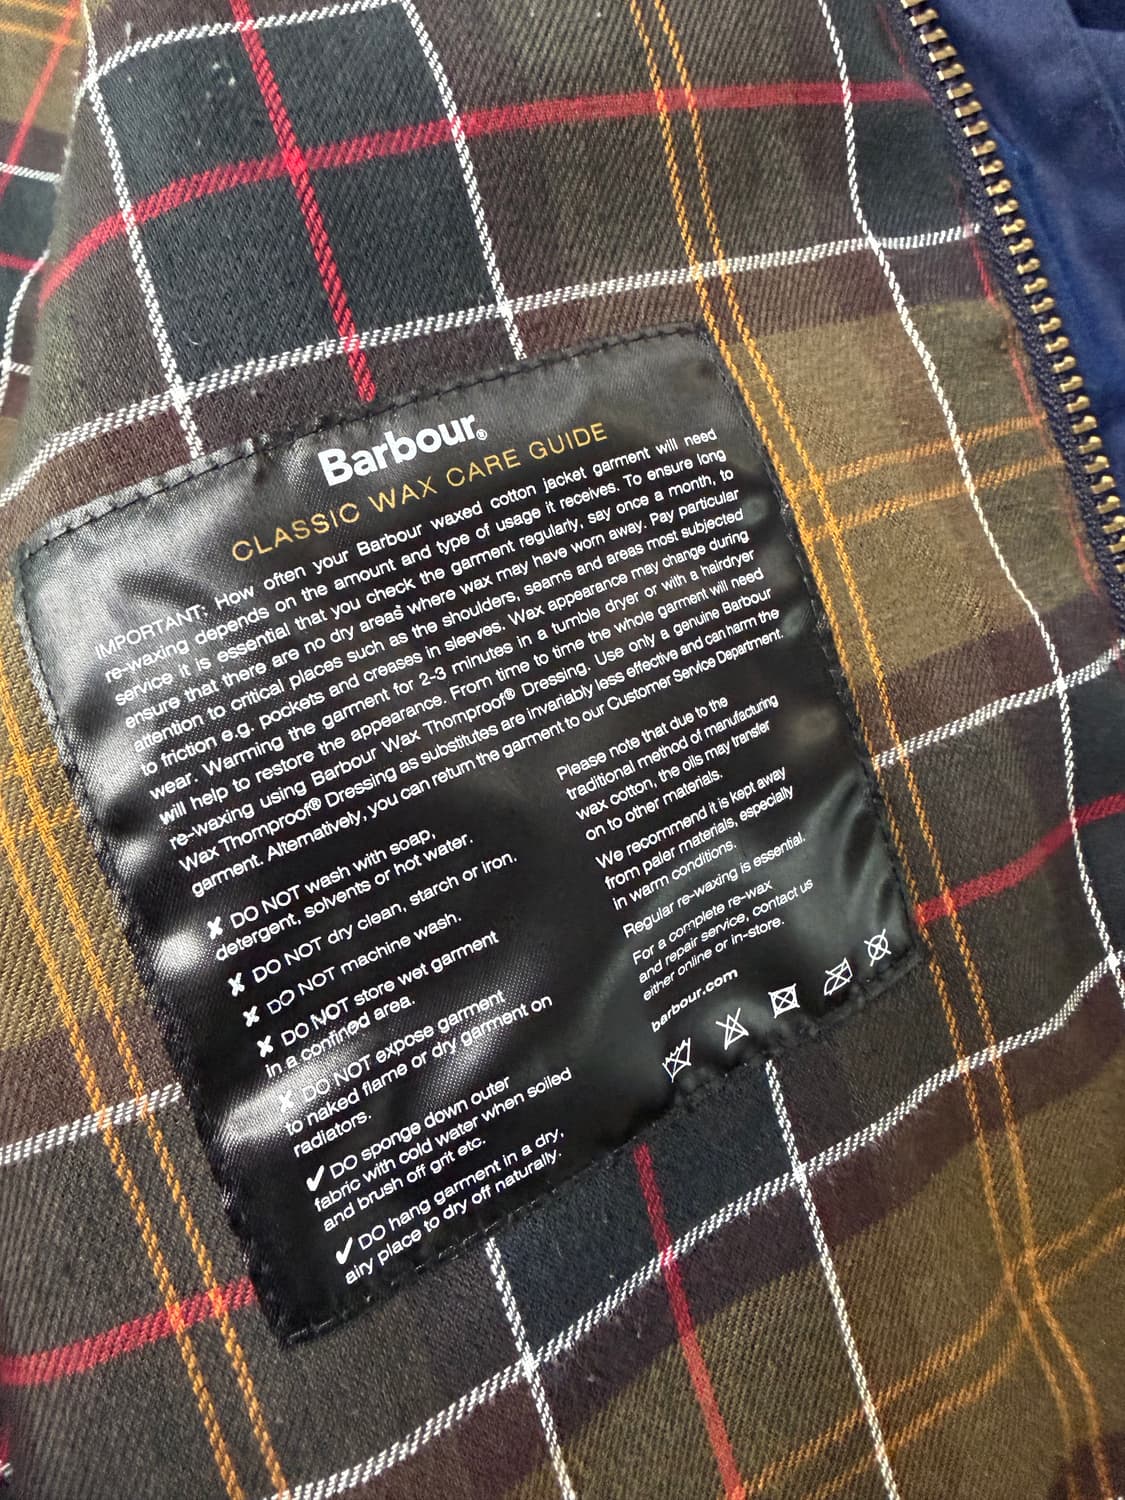 Barbour®
CLASSIC WAX CARE GUIDE
IMPORTANT: How often your Barbour waxed cotton jacket garment will need
re-waxing depends on the amount and type of usage it receives. To ensure long
service it is essential that you check the garment regularly, say once a month, to
ensure that there are no dry areas where wax may have worn away. Pay particular
attention to critical places such as the shoulders, seams and areas most subjected
to friction e.g. pockets and creases in sleeves. Wax appearance may change during
wear. Warming the garment for 2-3 minutes in a tumble dryer or with a hairdryer
will help to restore the appearance. From time to time the whole garment will need
re-waxing using Barbour Wax Thornproof® Dressing. Use only a genuine Barbour
Wax Thornproof® Dressing as substitutes are invariably less effective and can harm the
garment. Alternatively, you can return the garment to our Customer Service Department.
✘ DO NOT wash with soap,
detergent, solvents or hot water.
✘ DO NOT dry clean, starch or iron.
✘ DO NOT machine wash.
✘ DO NOT store wet garment
in a confined area.
✘ DO NOT expose garment
to naked flame or dry garment on
radiators.
✔ DO sponge down outer
fabric with cold water when soiled
and brush off grit etc.
✔ DO hang garment in a dry,
airy place to dry off naturally.
Please note that due to the
traditional method of manufacturing
wax cotton, the oils may transfer
on to other materials.
We recommend it is kept away
from paler materials, especially
in warm conditions.
Regular re-waxing is essential.
For a complete re-wax
and repair service, contact us
either online or in-store.
barbour.com